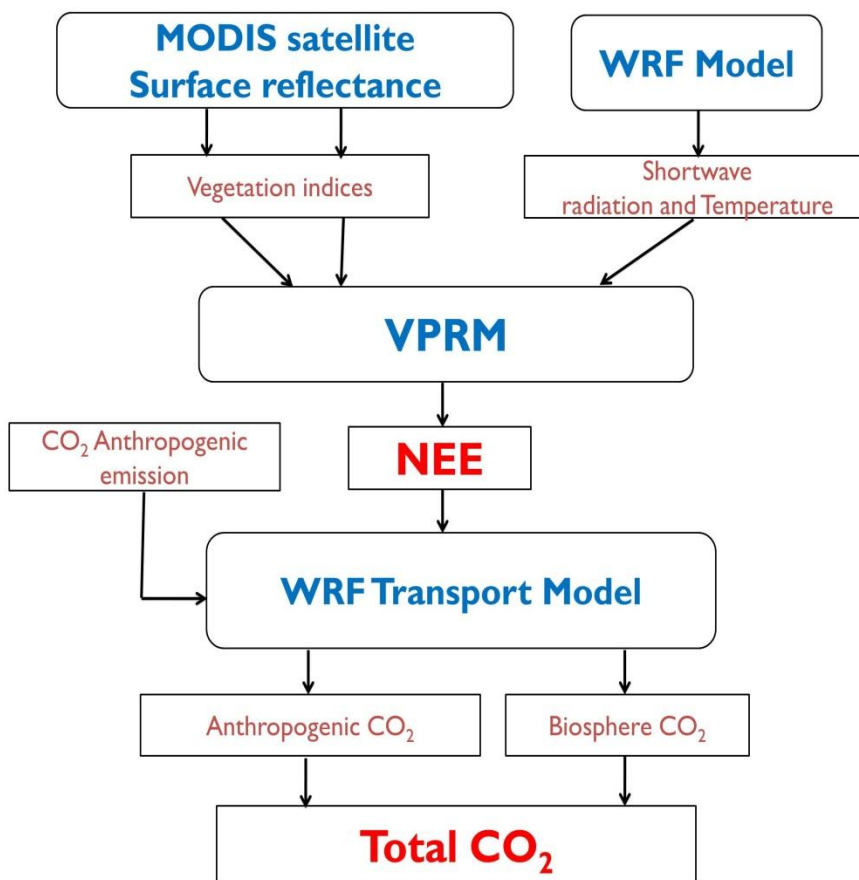 MODIS satellite
Surface reflectance
WRF Model
Vegetation indices
Shortwave
radiation and Temperature
VPRM
CO₂ Anthropogenic
emission
NEE
WRF Transport Model
Anthropogenic CO₂
Biosphere CO₂
Total CO₂